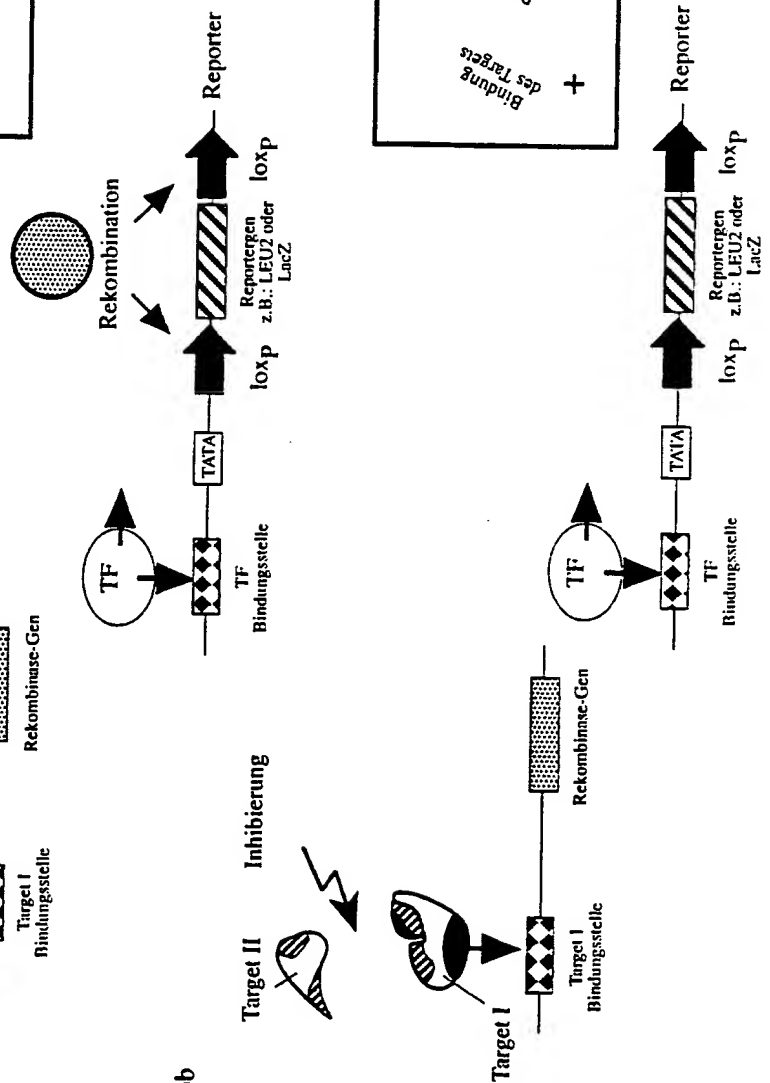 Rekombinase-Gen
Target I
Bindungsstelle
Rekombination
TF
TF
Bindungsstelle
TATA
loxP
Reportergen
z.B.: LEU2 oder
LacZ
loxP
Reporter
Bindung
des Targets
+
b
Target II
Inhibierung
Target I
Target I
Bindungsstelle
Rekombinase-Gen
TF
TF
Bindungsstelle
TATA
loxP
Reportergen
z.B.: LEU2 oder
LacZ
loxP
Reporter